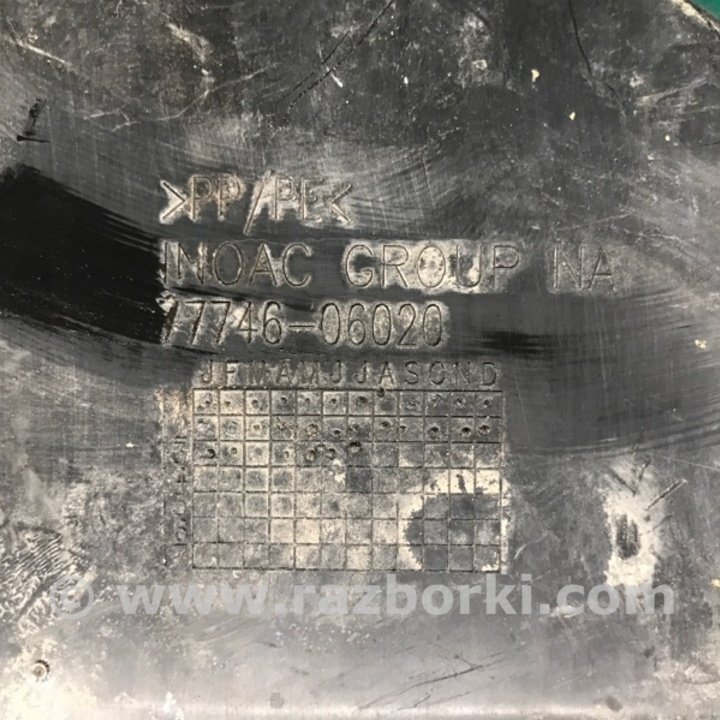 >PP/PE<
INOAC GROUP NA
77746-06020
JFMAMJJASOND
© www.razborki.com